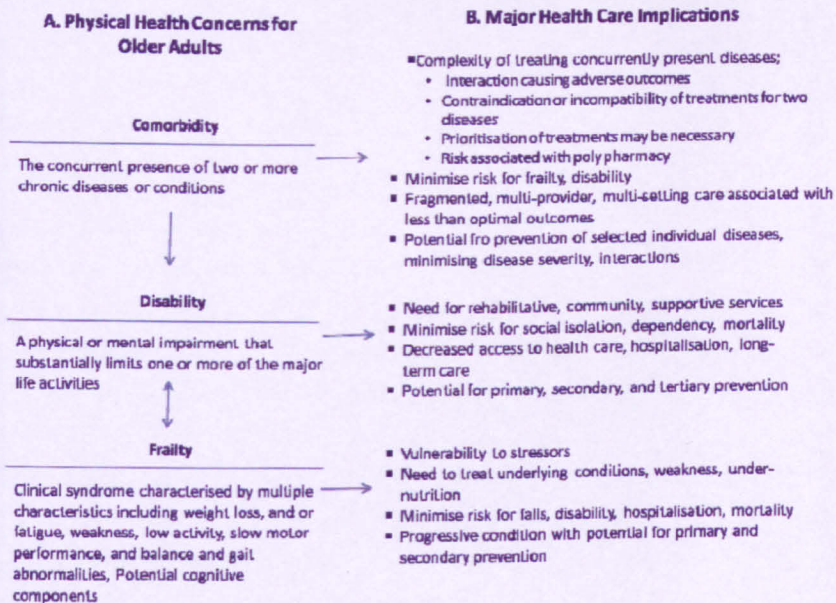 A. Physical Health Concerns for
Older Adults
Comorbidity
The concurrent presence of two or more
chronic diseases or conditions
Disability
A physical or mental impairment that
substantially limits one or more of the major
life activities
Frailty
Clinical syndrome characterised by multiple
characteristics including weight loss, and or
fatigue, weakness, low activity, slow motor
performance, and balance and gait
abnormalities, Potential cognitive
components
B. Major Health Care Implications
▪Complexity of treating concurrently present diseases;
• Interaction causing adverse outcomes
• Contraindication or incompatibility of treatments for two
diseases
• Prioritisation of treatments may be necessary
• Risk associated with poly pharmacy
▪ Minimise risk for frailty, disability
▪ Fragmented, multi-provider, multi-setting care associated with
less than optimal outcomes
▪ Potential fro prevention of selected individual diseases,
minimising disease severity, interactions
▪ Need for rehabilitative, community, supportive services
▪ Minimise risk for social isolation, dependency, mortality
▪ Decreased access to health care, hospitalisation, long-
term care
▪ Potential for primary, secondary, and tertiary prevention
▪ Vulnerability to stressors
▪ Need to treat underlying conditions, weakness, under-
nutrition
▪ Minimise risk for falls, disability, hospitalisation, mortality
▪ Progressive condition with potential for primary and
secondary prevention